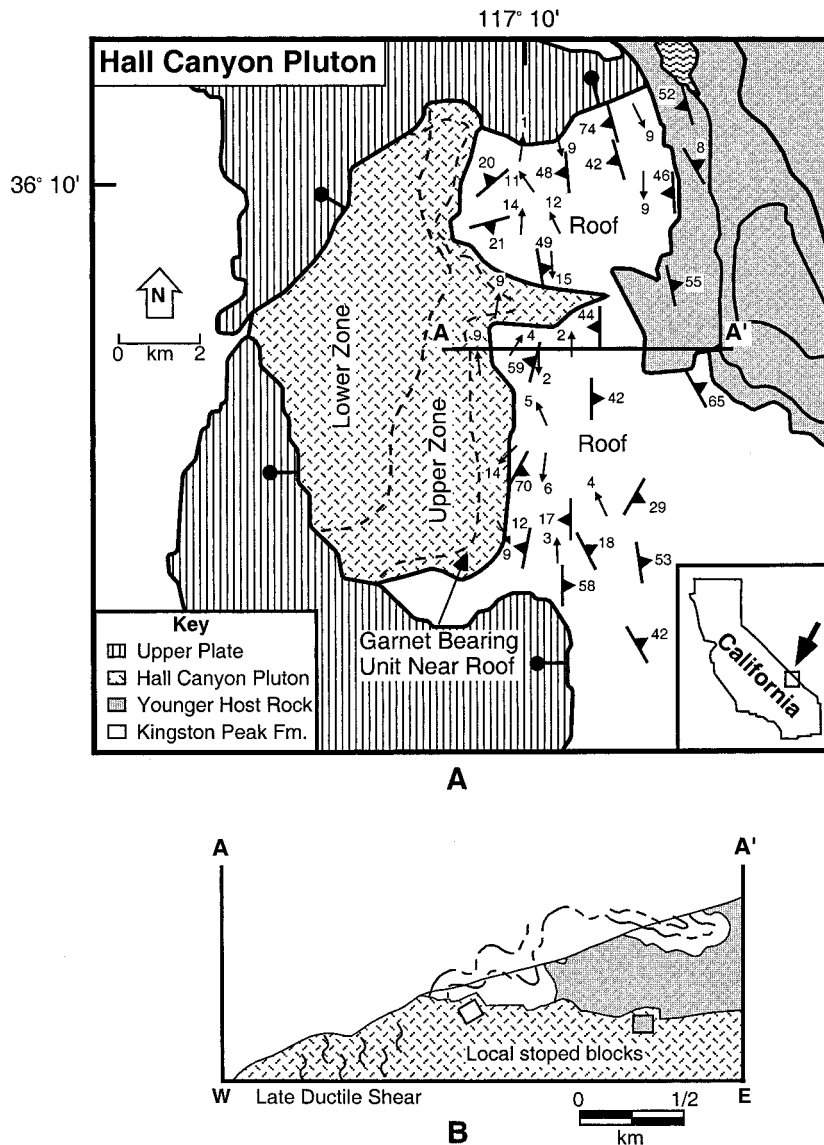 117° 10'
Hall Canyon Pluton
36° 10'
52
74
9
8
1
9
20
48
42
46
11
14
12
9
21
Roof
49
15
55
9
N
0 km 2
44
A
A'
9
4
2
59
2
42
65
5
Roof
Lower Zone
Upper Zone
14
70
6
4
29
12
17
9
3
18
53
58
42
Garnet Bearing
Unit Near Roof
Key
Upper Plate
Hall Canyon Pluton
Younger Host Rock
Kingston Peak Fm.
California
A
A
A'
Local stoped blocks
W
Late Ductile Shear
E
0
1/2
km
B